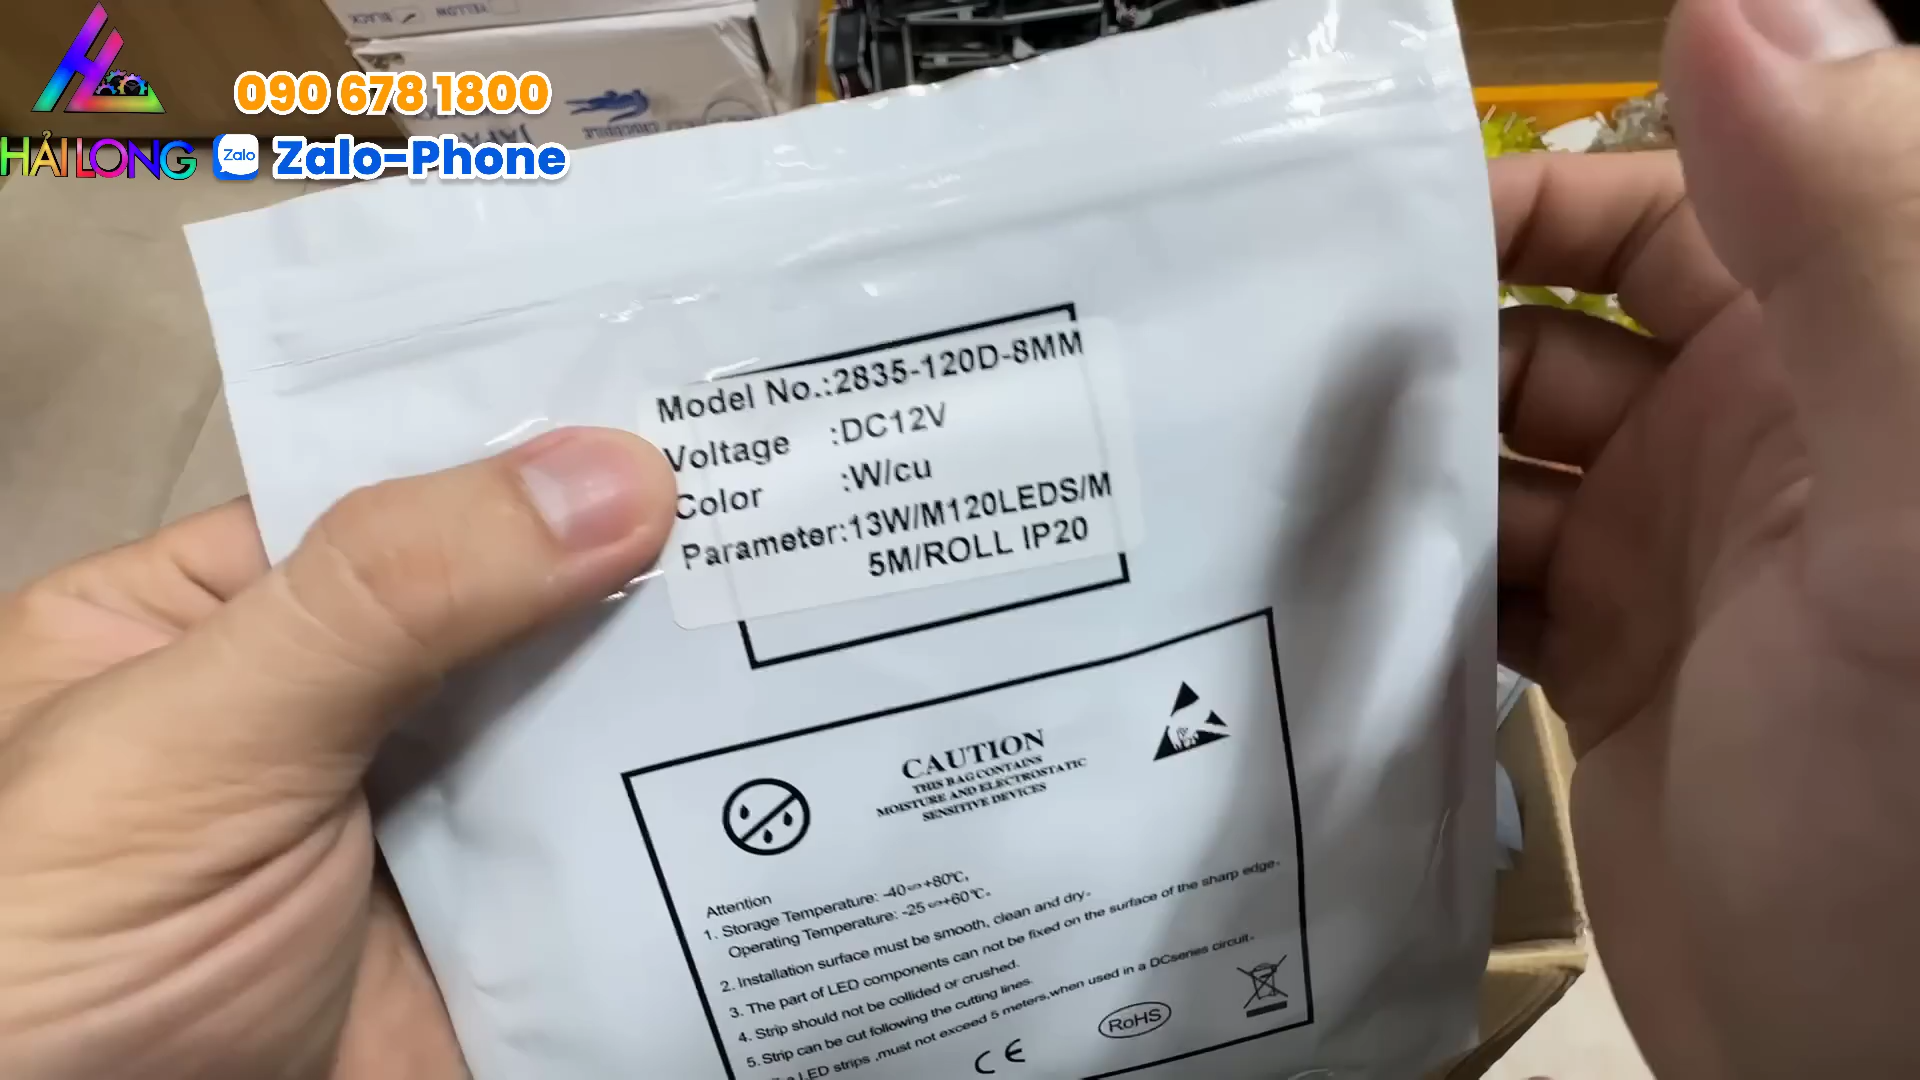 BLACK
YELLOW
CROCODILE
090 678 1800
HẢI LONG
Zalo
Zalo-Phone
Model No.:2835-120D-8MM
Voltage :DC12V
Color :W/cu
Parameter:13W/M120LEDS/M
5M/ROLL IP20
CAUTION
THIS BAG CONTAINS
MOISTURE AND ELECTROSTATIC
SENSITIVE DEVICES
Attention
1. Storage Temperature: -40∽+80℃。
Operating Temperature: -25∽+60℃。
2. Installation surface must be smooth, clean and dry。
3. The part of LED components can not be fixed on the surface of the sharp edge。
4. Strip should not be collided or crushed.
5. Strip can be cut following the cutting lines.
LED strips ,must not exceed 5 meters,when used in a DCseries circuit。
CE
RoHS